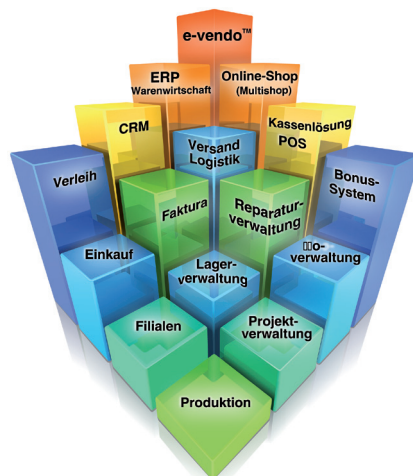 e-vendo™
ERP
Warenwirtschaft
Online-Shop
(Multishop)
CRM
Versand
Logistik
Kassenlösung
POS
Verleih
Faktura
Reparatur-
verwaltung
Bonus-
System
Einkauf
Lager-
verwaltung
verwaltung
Filialen
Projekt-
verwaltung
Produktion